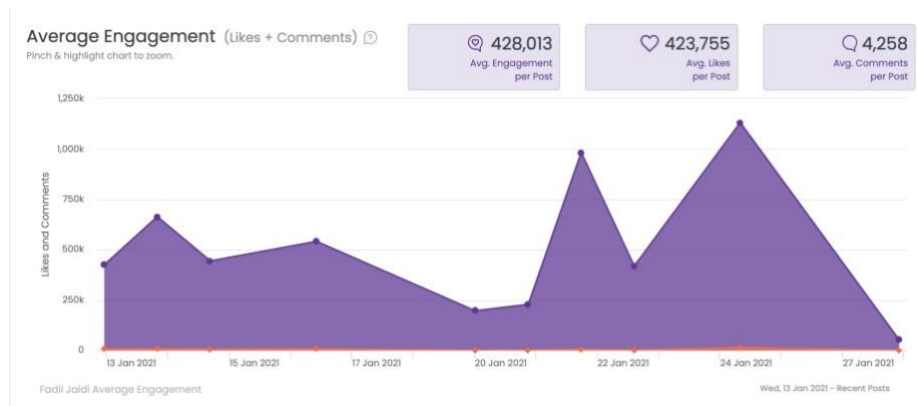 Average Engagement (Likes + Comments) ?
Pinch & highlight chart to zoom.
428,013
Avg. Engagement
per Post
423,755
Avg. Likes
per Post
4,258
Avg. Comments
per Post
1,250k
1,000k
750k
500k
250k
0
Likes and Comments
13 Jan 2021 15 Jan 2021 17 Jan 2021 20 Jan 2021 22 Jan 2021 24 Jan 2021 27 Jan 2021
Fadil Jaidi Average Engagement
Wed, 13 Jan 2021 - Recent Posts